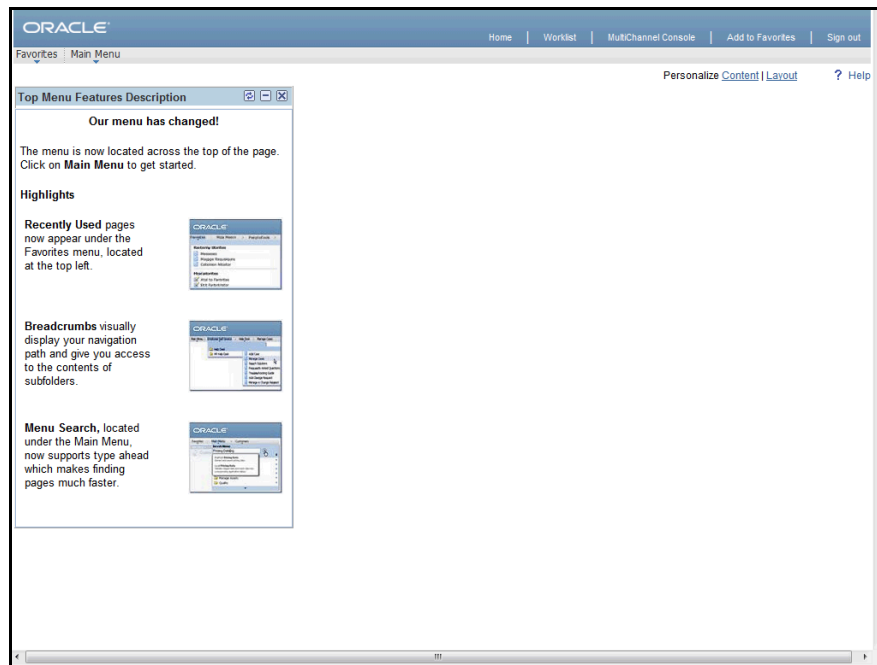 ORACLE
Home | Worklist | MultiChannel Console | Add to Favorites | Sign out
Favorites Main Menu
Personalize Content | Layout ? Help
Top Menu Features Description
Our menu has changed!
The menu is now located across the top of the page.
Click on Main Menu to get started.
Highlights
Recently Used pages
now appear under the
Favorites menu, located
at the top left.
ORACLE
Breadcrumbs visually
display your navigation
path and give you access
to the contents of
subfolders.
ORACLE
Menu Search, located
under the Main Menu,
now supports type ahead
which makes finding
pages much faster.
ORACLE